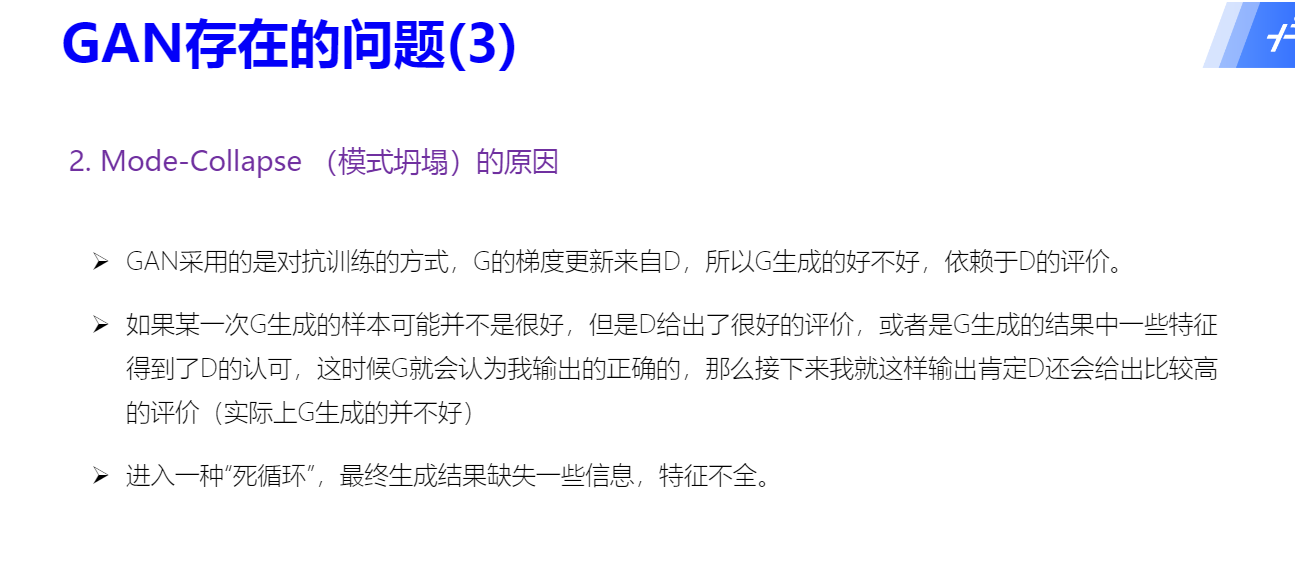 GAN存在的问题(3)
2. Mode-Collapse （模式坍塌）的原因
➢ GAN采用的是对抗训练的方式，G的梯度更新来自D，所以G生成的好不好，依赖于D的评价。
➢ 如果某一次G生成的样本可能并不是很好，但是D给出了很好的评价，或者是G生成的结果中一些特征
得到了D的认可，这时候G就会认为我输出的正确的，那么接下来我就这样输出肯定D还会给出比较高
的评价（实际上G生成的并不好）
➢ 进入一种“死循环”，最终生成结果缺失一些信息，特征不全。